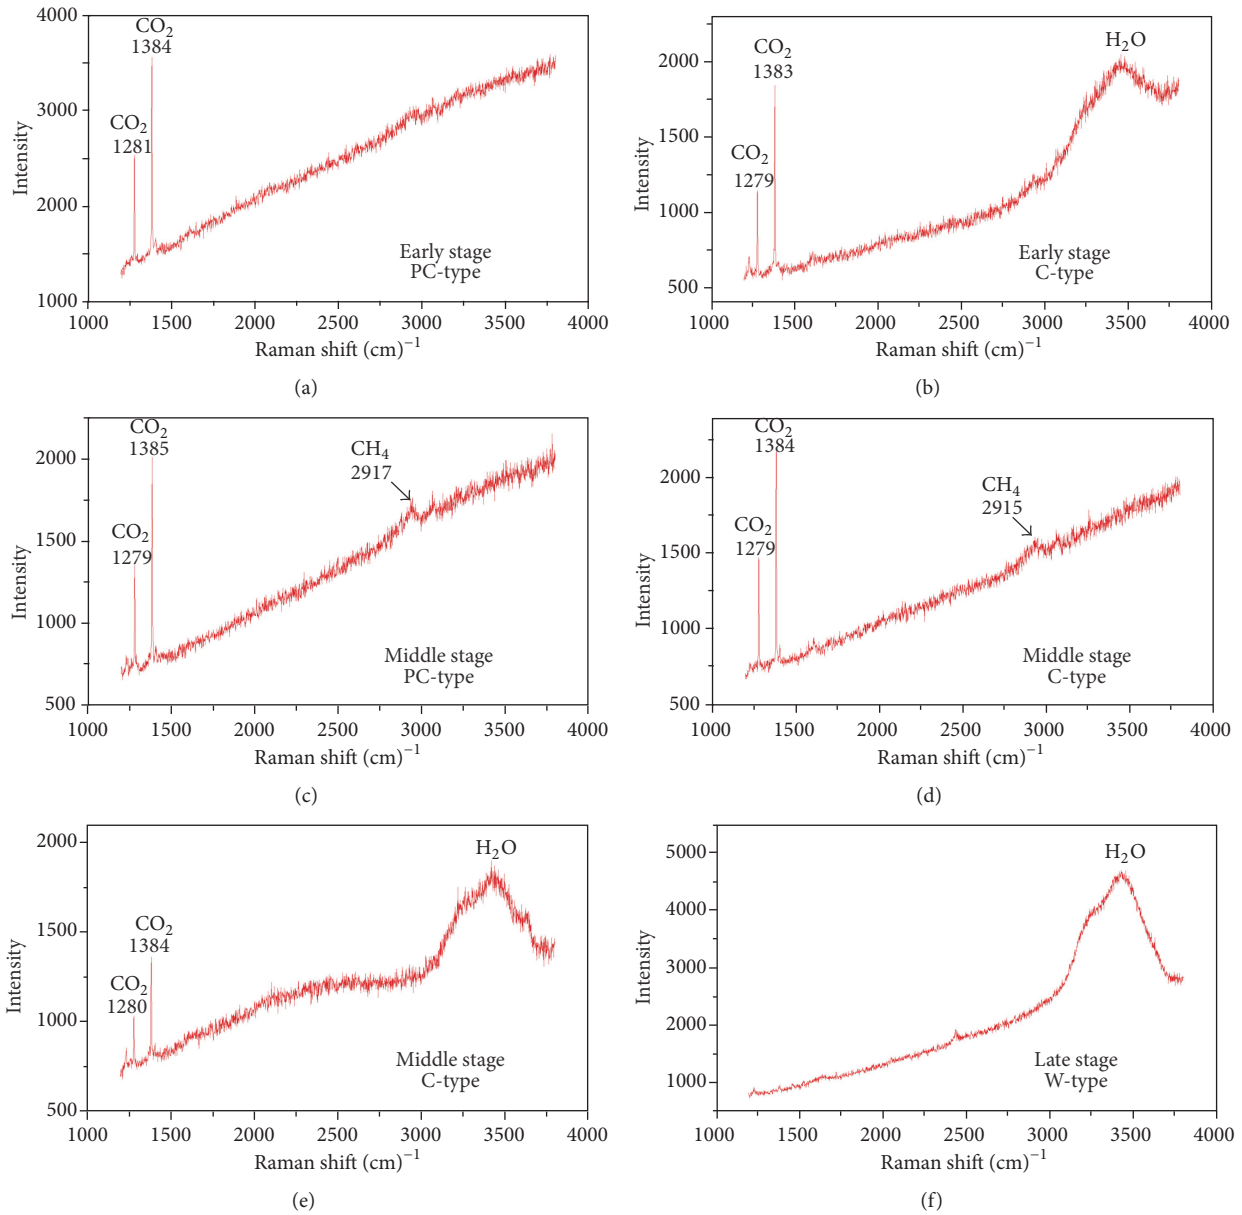 4000
3000
2000
1000
Intensity
CO₂
1384
CO₂
1281
Early stage
PC-type
1000 1500 2000 2500 3000 3500 4000
Raman shift (cm)⁻¹
(a)
2000
1500
1000
500
Intensity
CO₂
1383
CO₂
1279
H₂O
Early stage
C-type
1000 1500 2000 2500 3000 3500 4000
Raman shift (cm)⁻¹
(b)
2000
1500
1000
500
Intensity
CO₂
1385
CO₂
1279
CH₄
2917
Middle stage
PC-type
1000 1500 2000 2500 3000 3500 4000
Raman shift (cm)⁻¹
(c)
2000
1500
1000
500
Intensity
CO₂
1384
CO₂
1279
CH₄
2915
Middle stage
C-type
1000 1500 2000 2500 3000 3500 4000
Raman shift (cm)⁻¹
(d)
2000
1500
1000
500
Intensity
CO₂
1384
CO₂
1280
H₂O
Middle stage
C-type
1000 1500 2000 2500 3000 3500 4000
Raman shift (cm)⁻¹
(e)
5000
4000
3000
2000
1000
Intensity
H₂O
Late stage
W-type
1000 1500 2000 2500 3000 3500 4000
Raman shift (cm)⁻¹
(f)